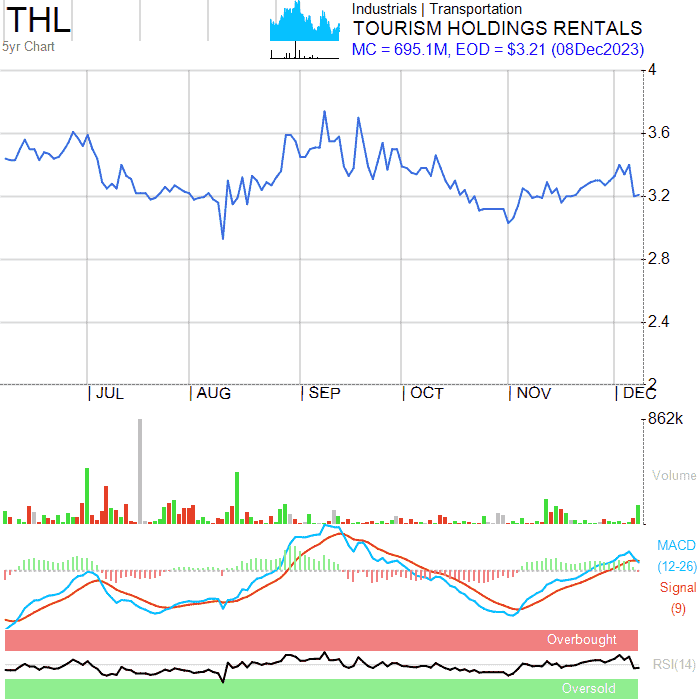 THL
5yr Chart
Industrials | Transportation
TOURISM HOLDINGS RENTALS
MC = 695.1M, EOD = $3.21 (08Dec2023)
4
3.6
3.2
2.8
2.4
2
JUL AUG SEP OCT NOV DEC
862k
Volume
MACD
(12-26)
Signal
(9)
Overbought
RSI(14)
Oversold